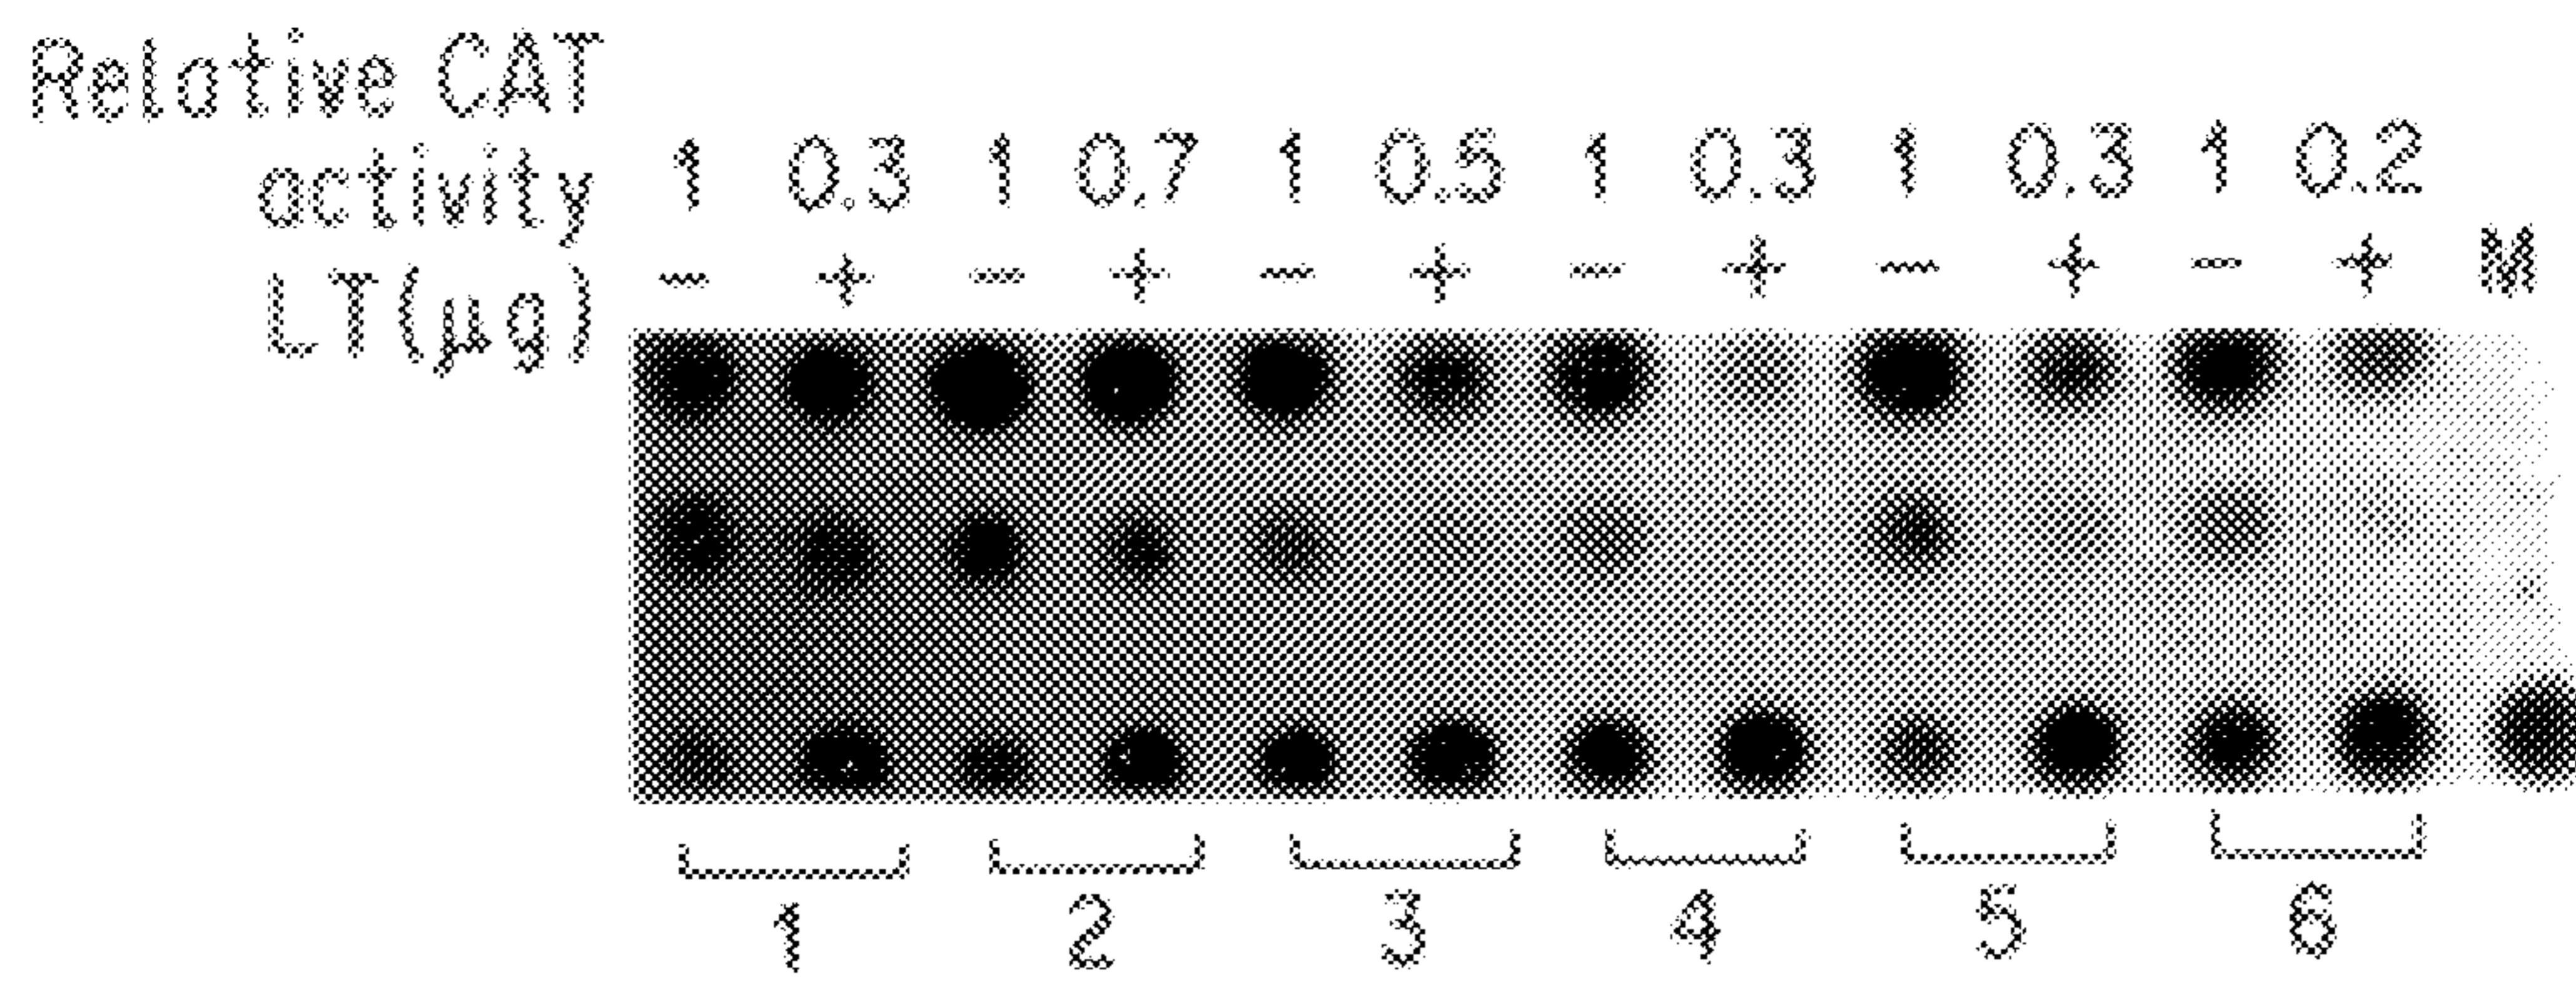 Relative CAT
activity 1 0.3 1 0.7 1 0.5 1 0.3 1 0.3 1 0.2
LT(µg) − + − + − + − + − + − + M
1 2 3 4 5 6